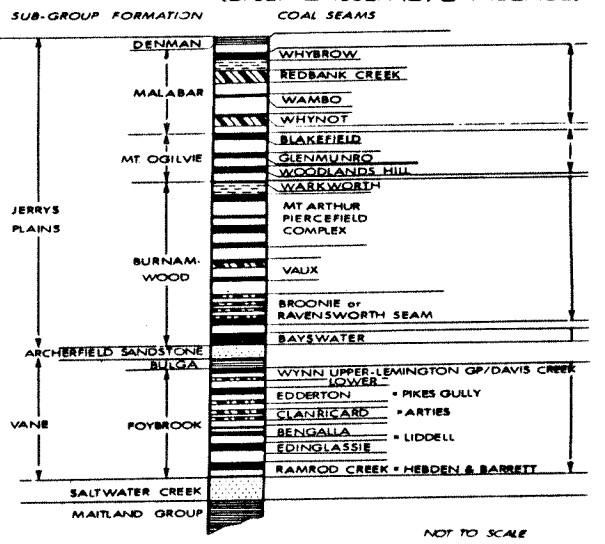 SUB-GROUP FORMATION COAL SEAMS
DENMAN
WHYBROW
REDBANK CREEK
MALABAR
WAMBO
WHYNOT
BLAKEFIELD
MT OGILVIE
GLENMUNRO
WOODLANDS HILL
WARKWORTH
JERRYS
PLAINS
MT ARTHUR
PIERCEFIELD
COMPLEX
BURNAM-
WOOD
VAUX
BROONIE or
RAVENSWORTH SEAM
BAYSWATER
ARCHERFIELD SANDSTONE
BULGA
WYNN UPPER-LEMINGTON GP/DAVIS CREEK
LOWER
EDDERTON = PIKES GULLY
VANE
FOYBROOK
CLANRICARD = ARTIES
BENGALLA
= LIDDELL
EDINGLASSIE
RAMROD CREEK = HEBDEN & BARRETT
SALTWATER CREEK
MAITLAND GROUP
NOT TO SCALE